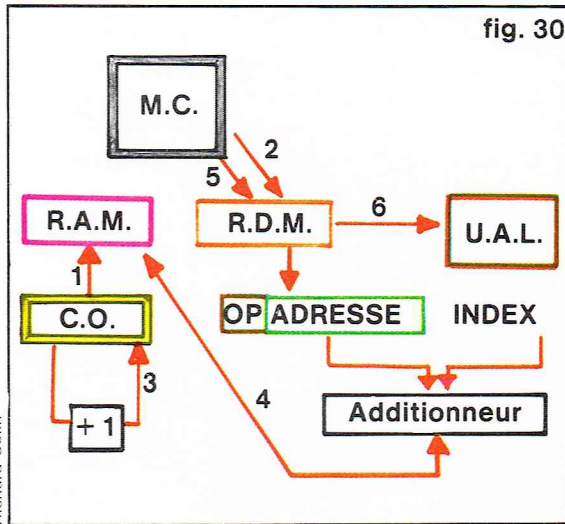 fig. 30
M.C.
2
5
R.A.M.
R.D.M.
6
U.A.L.
1
C.O.
OP ADRESSE
INDEX
3
4
+ 1
Additionneur